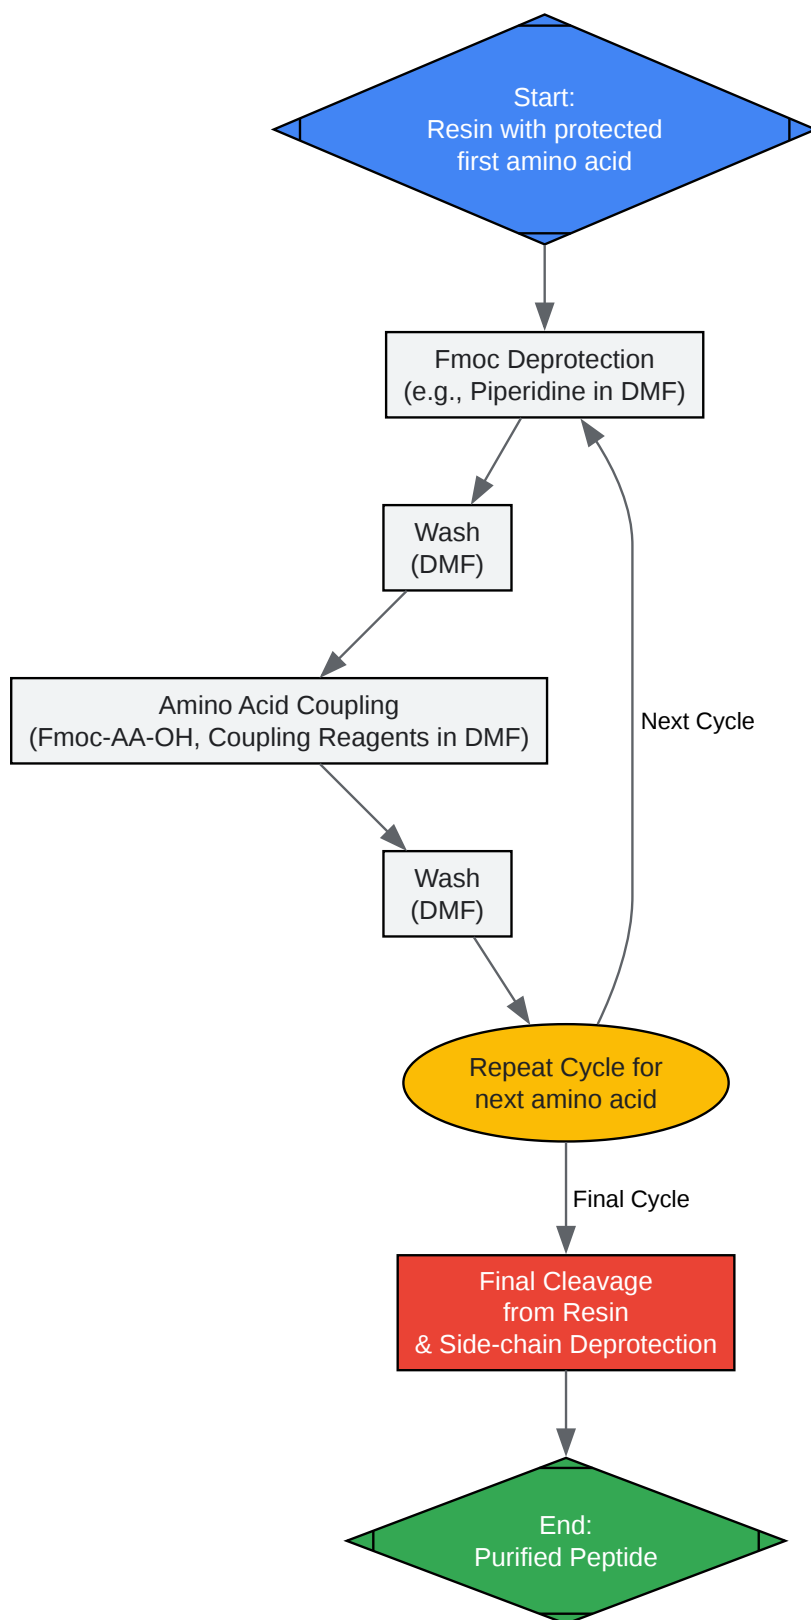 Start:
Resin with protected
first amino acid
Fmoc Deprotection
(e.g., Piperidine in DMF)
Wash
(DMF)
Amino Acid Coupling
(Fmoc-AA-OH, Coupling Reagents in DMF)
Next Cycle
Wash
(DMF)
Repeat Cycle for
next amino acid
Final Cycle
Final Cleavage
from Resin
& Side-chain Deprotection
End:
Purified Peptide